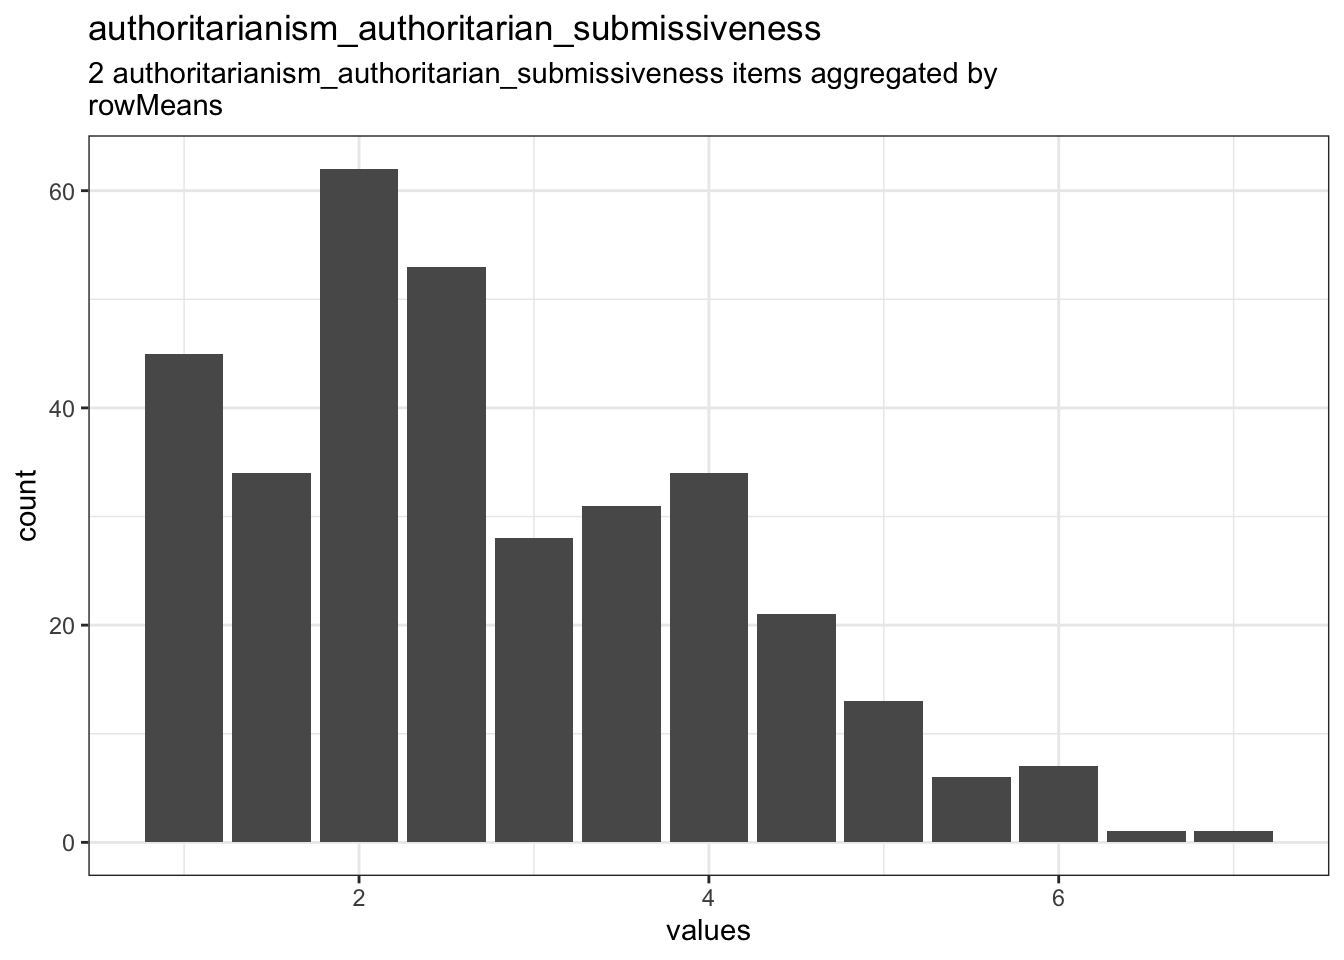 authoritarianism_authoritarian_submissiveness
2 authoritarianism_authoritarian_submissiveness items aggregated by
rowMeans
60
40
20
0
count
2 4 6
values